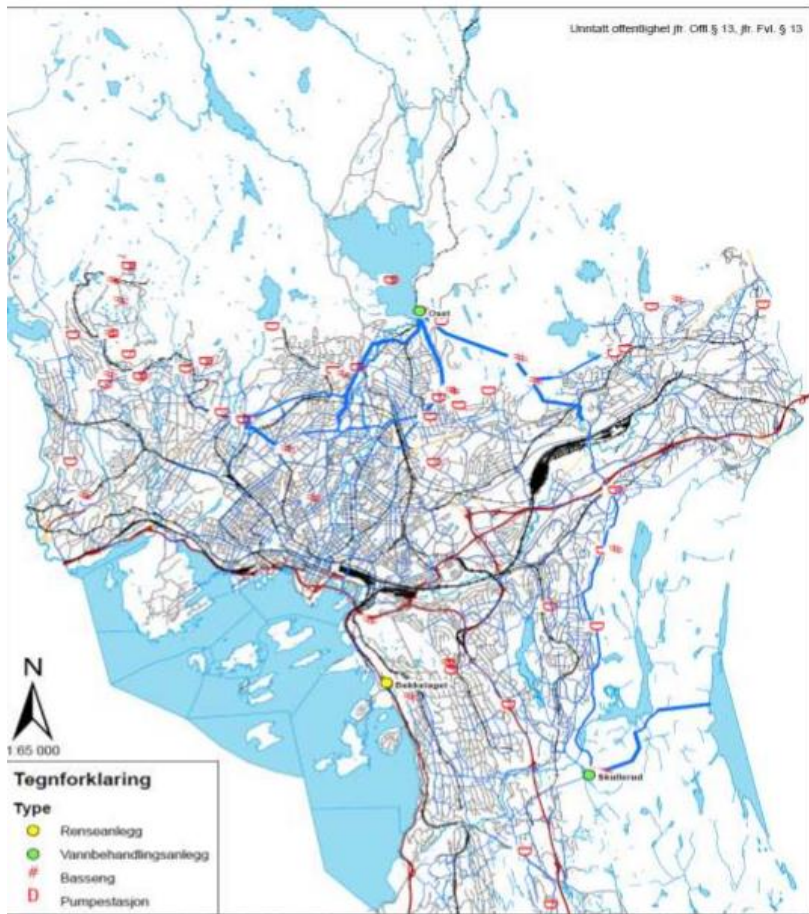 Unntatt offentlighet jfr. Offl § 13, jfr. Fvl. § 13
Oset
Bekkelaget
Skullerud
N
1:65 000
Tegnforklaring
Type
Renseanlegg
Vannbehandlingsanlegg
# Basseng
D Pumpestasjon